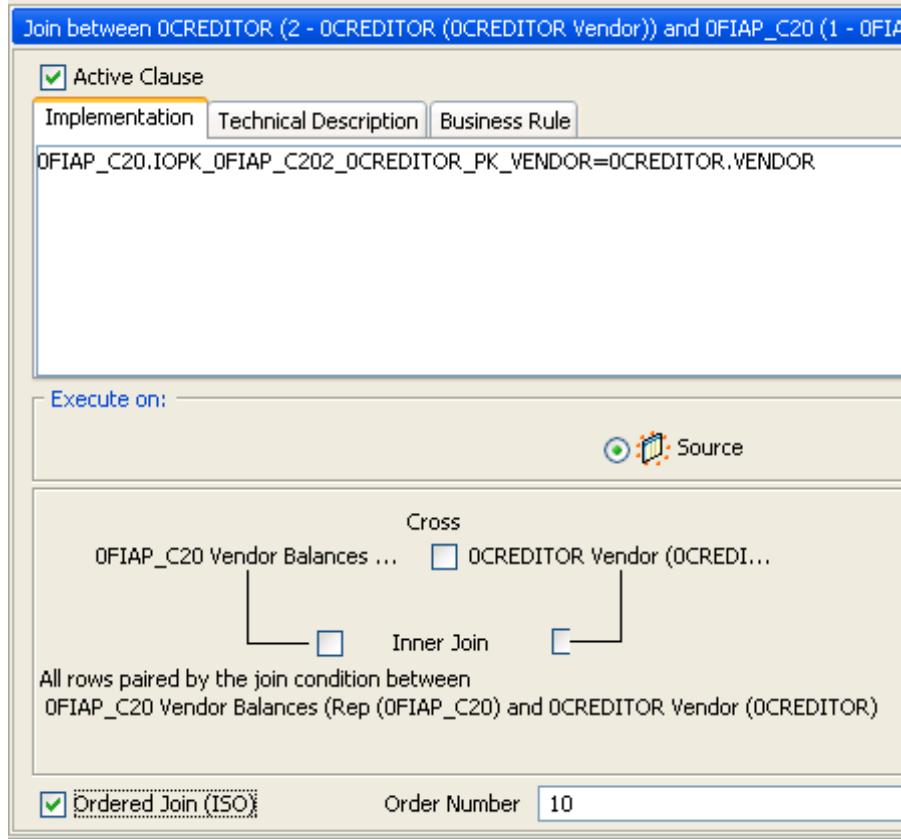 Join between 0CREDITOR (2 - 0CREDITOR (0CREDITOR Vendor)) and 0FIAP_C20 (1 - 0FIA
Active Clause
Implementation Technical Description Business Rule
0FIAP_C20.IOPK_0FIAP_C202_0CREDITOR_PK_VENDOR=0CREDITOR.VENDOR
Execute on:
Source
Cross
0FIAP_C20 Vendor Balances ... 0CREDITOR Vendor (0CREDI...
Inner Join
All rows paired by the join condition between
0FIAP_C20 Vendor Balances (Rep (0FIAP_C20) and 0CREDITOR Vendor (0CREDITOR)
Ordered Join (ISO) Order Number 10